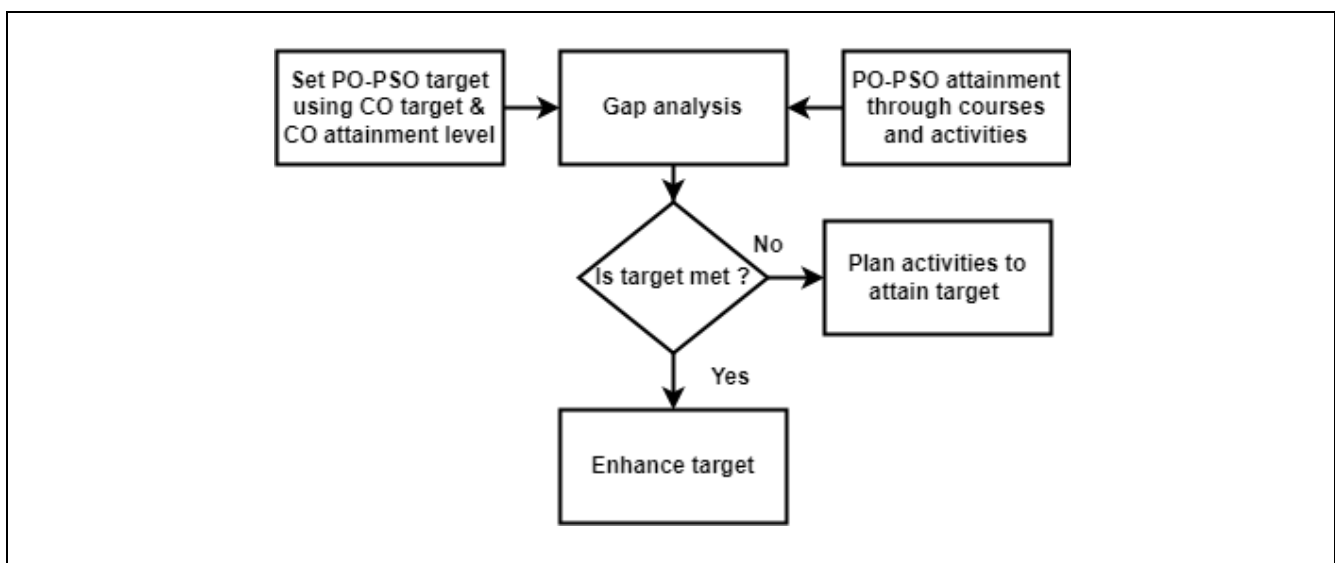 Set PO-PSO target
using CO target &
CO attainment level
Gap analysis
PO-PSO attainment
through courses
and activities
Is target met ?
No
Plan activities to
attain target
Yes
Enhance target